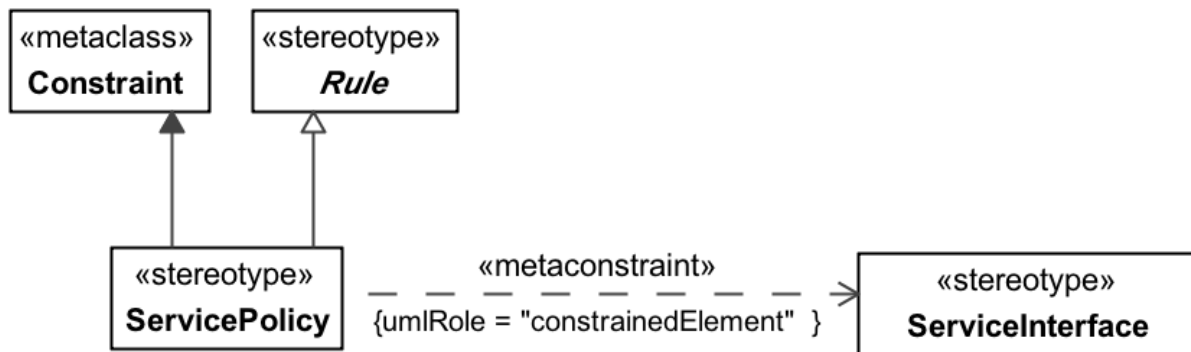 «metaclass»
Constraint
«stereotype»
Rule
«stereotype»
ServicePolicy
«metaconstraint»
{umlRole = "constrainedElement"  }
«stereotype»
ServiceInterface